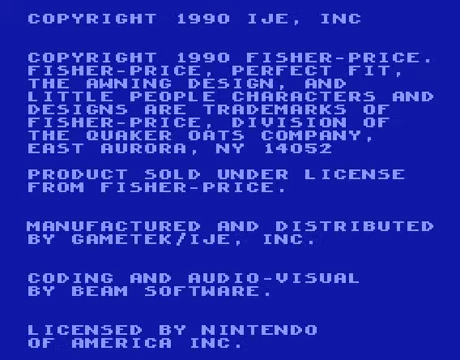 COPYRIGHT 1990 IJE, INC
COPYRIGHT 1990 FISHER-PRICE.
FISHER-PRICE, PERFECT FIT,
THE AWNING DESIGN, AND
LITTLE PEOPLE CHARACTERS AND
DESIGNS ARE TRADEMARKS OF
FISHER-PRICE, DIVISION OF
THE QUAKER OATS COMPANY,
EAST AURORA, NY 14052
PRODUCT SOLD UNDER LICENSE
FROM FISHER-PRICE.
MANUFACTURED AND DISTRIBUTED
BY GAMETEK/IJE, INC.
CODING AND AUDIO-VISUAL
BY BEAM SOFTWARE.
LICENSED BY NINTENDO
OF AMERICA INC.